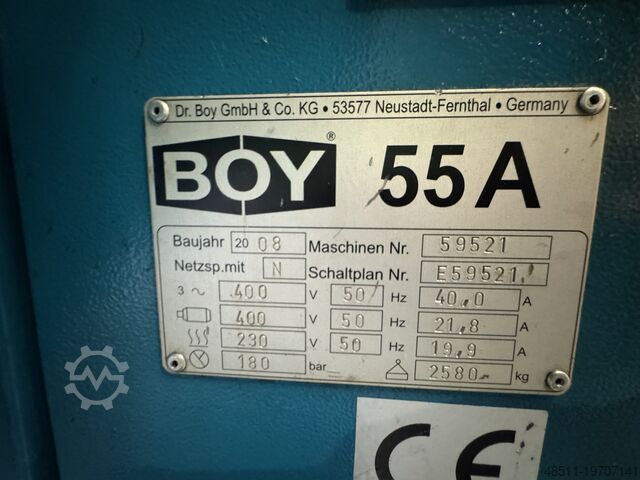 Dr. Boy GmbH & Co. KG • 53577 Neustadt-Fernthal • Germany
BOY® 55A
Baujahr 20 08 Maschinen Nr. 59521
Netzsp.mit N Schaltplan Nr. E59521
3 ~ 400 V 50 Hz 40.0 A
400 V 50 Hz 21.8 A
230 V 50 Hz 19.9 A
180 bar 2580 kg
CE
48511-19707141